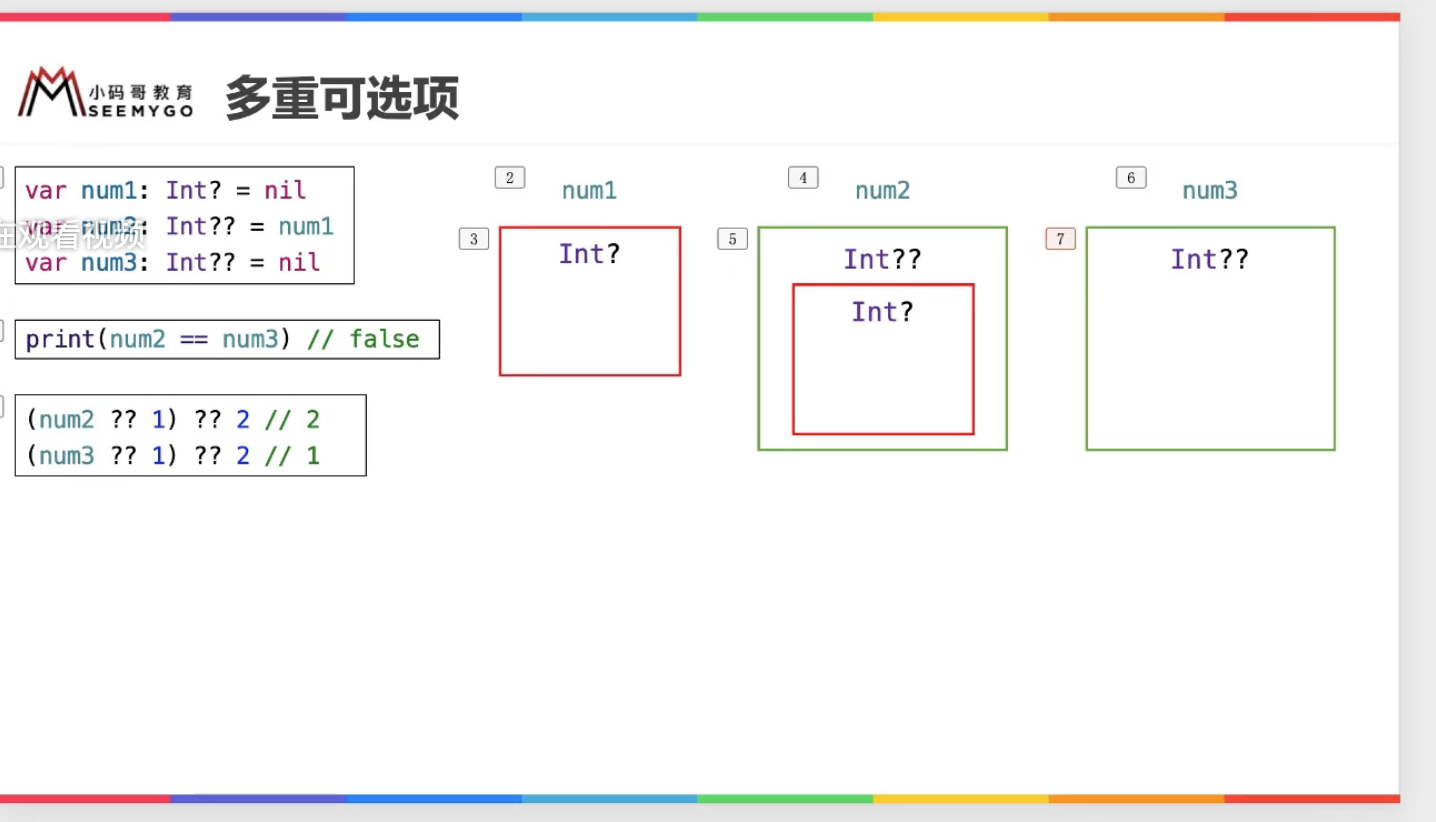 小码哥教育
SEEMYGO
多重可选项
var num1: Int? = nil
var num2: Int?? = num1
var num3: Int?? = nil
在观看视频
print(num2 == num3) // false
(num2 ?? 1) ?? 2 // 2
(num3 ?? 1) ?? 2 // 1
2
num1
3
Int?
4
num2
5
Int??
Int?
6
num3
7
Int??